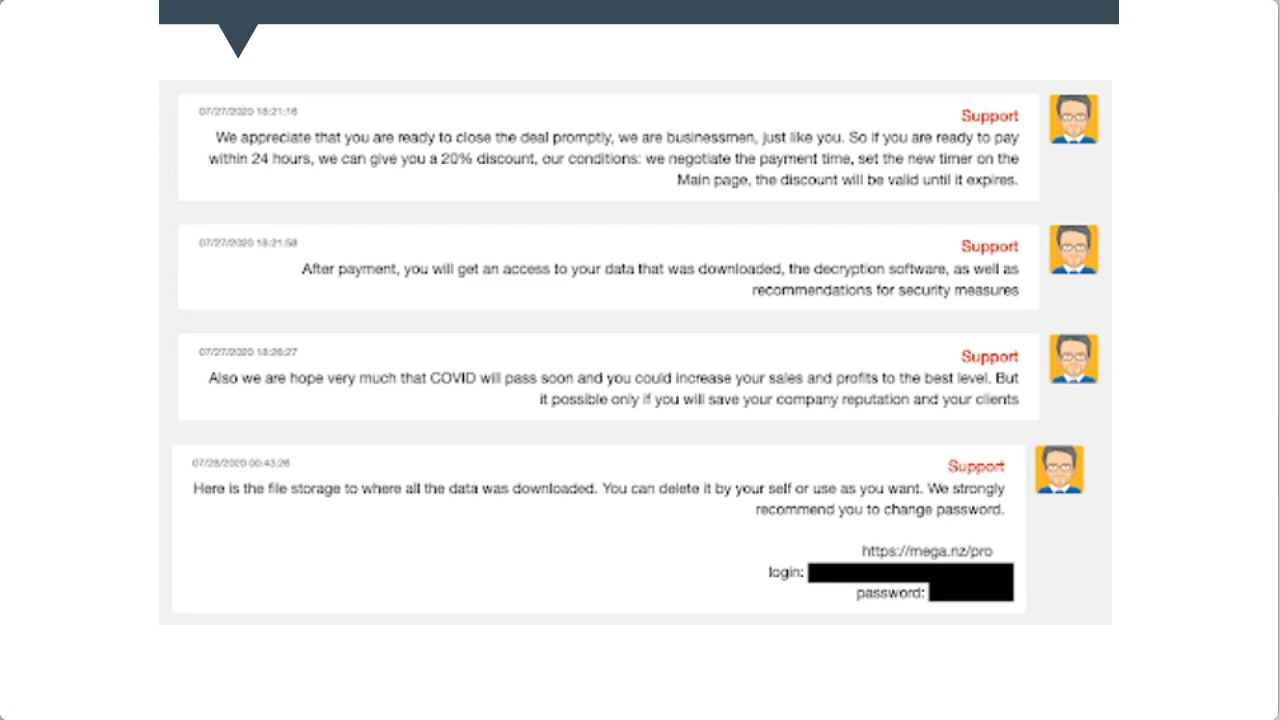 07/27/2020 18:21:16
Support
We appreciate that you are ready to close the deal promptly, we are businessmen, just like you. So if you are ready to pay
within 24 hours, we can give you a 20% discount, our conditions: we negotiate the payment time, set the new timer on the
Main page, the discount will be valid until it expires.
07/27/2020 18:21:58
Support
After payment, you will get an access to your data that was downloaded, the decryption software, as well as
recommendations for security measures
07/27/2020 18:26:27
Support
Also we are hope very much that COVID will pass soon and you could increase your sales and profits to the best level. But
it possible only if you will save your company reputation and your clients
07/28/2020 00:43:26
Support
Here is the file storage to where all the data was downloaded. You can delete it by your self or use as you want. We strongly
recommend you to change password.
https://mega.nz/pro
login:
password: